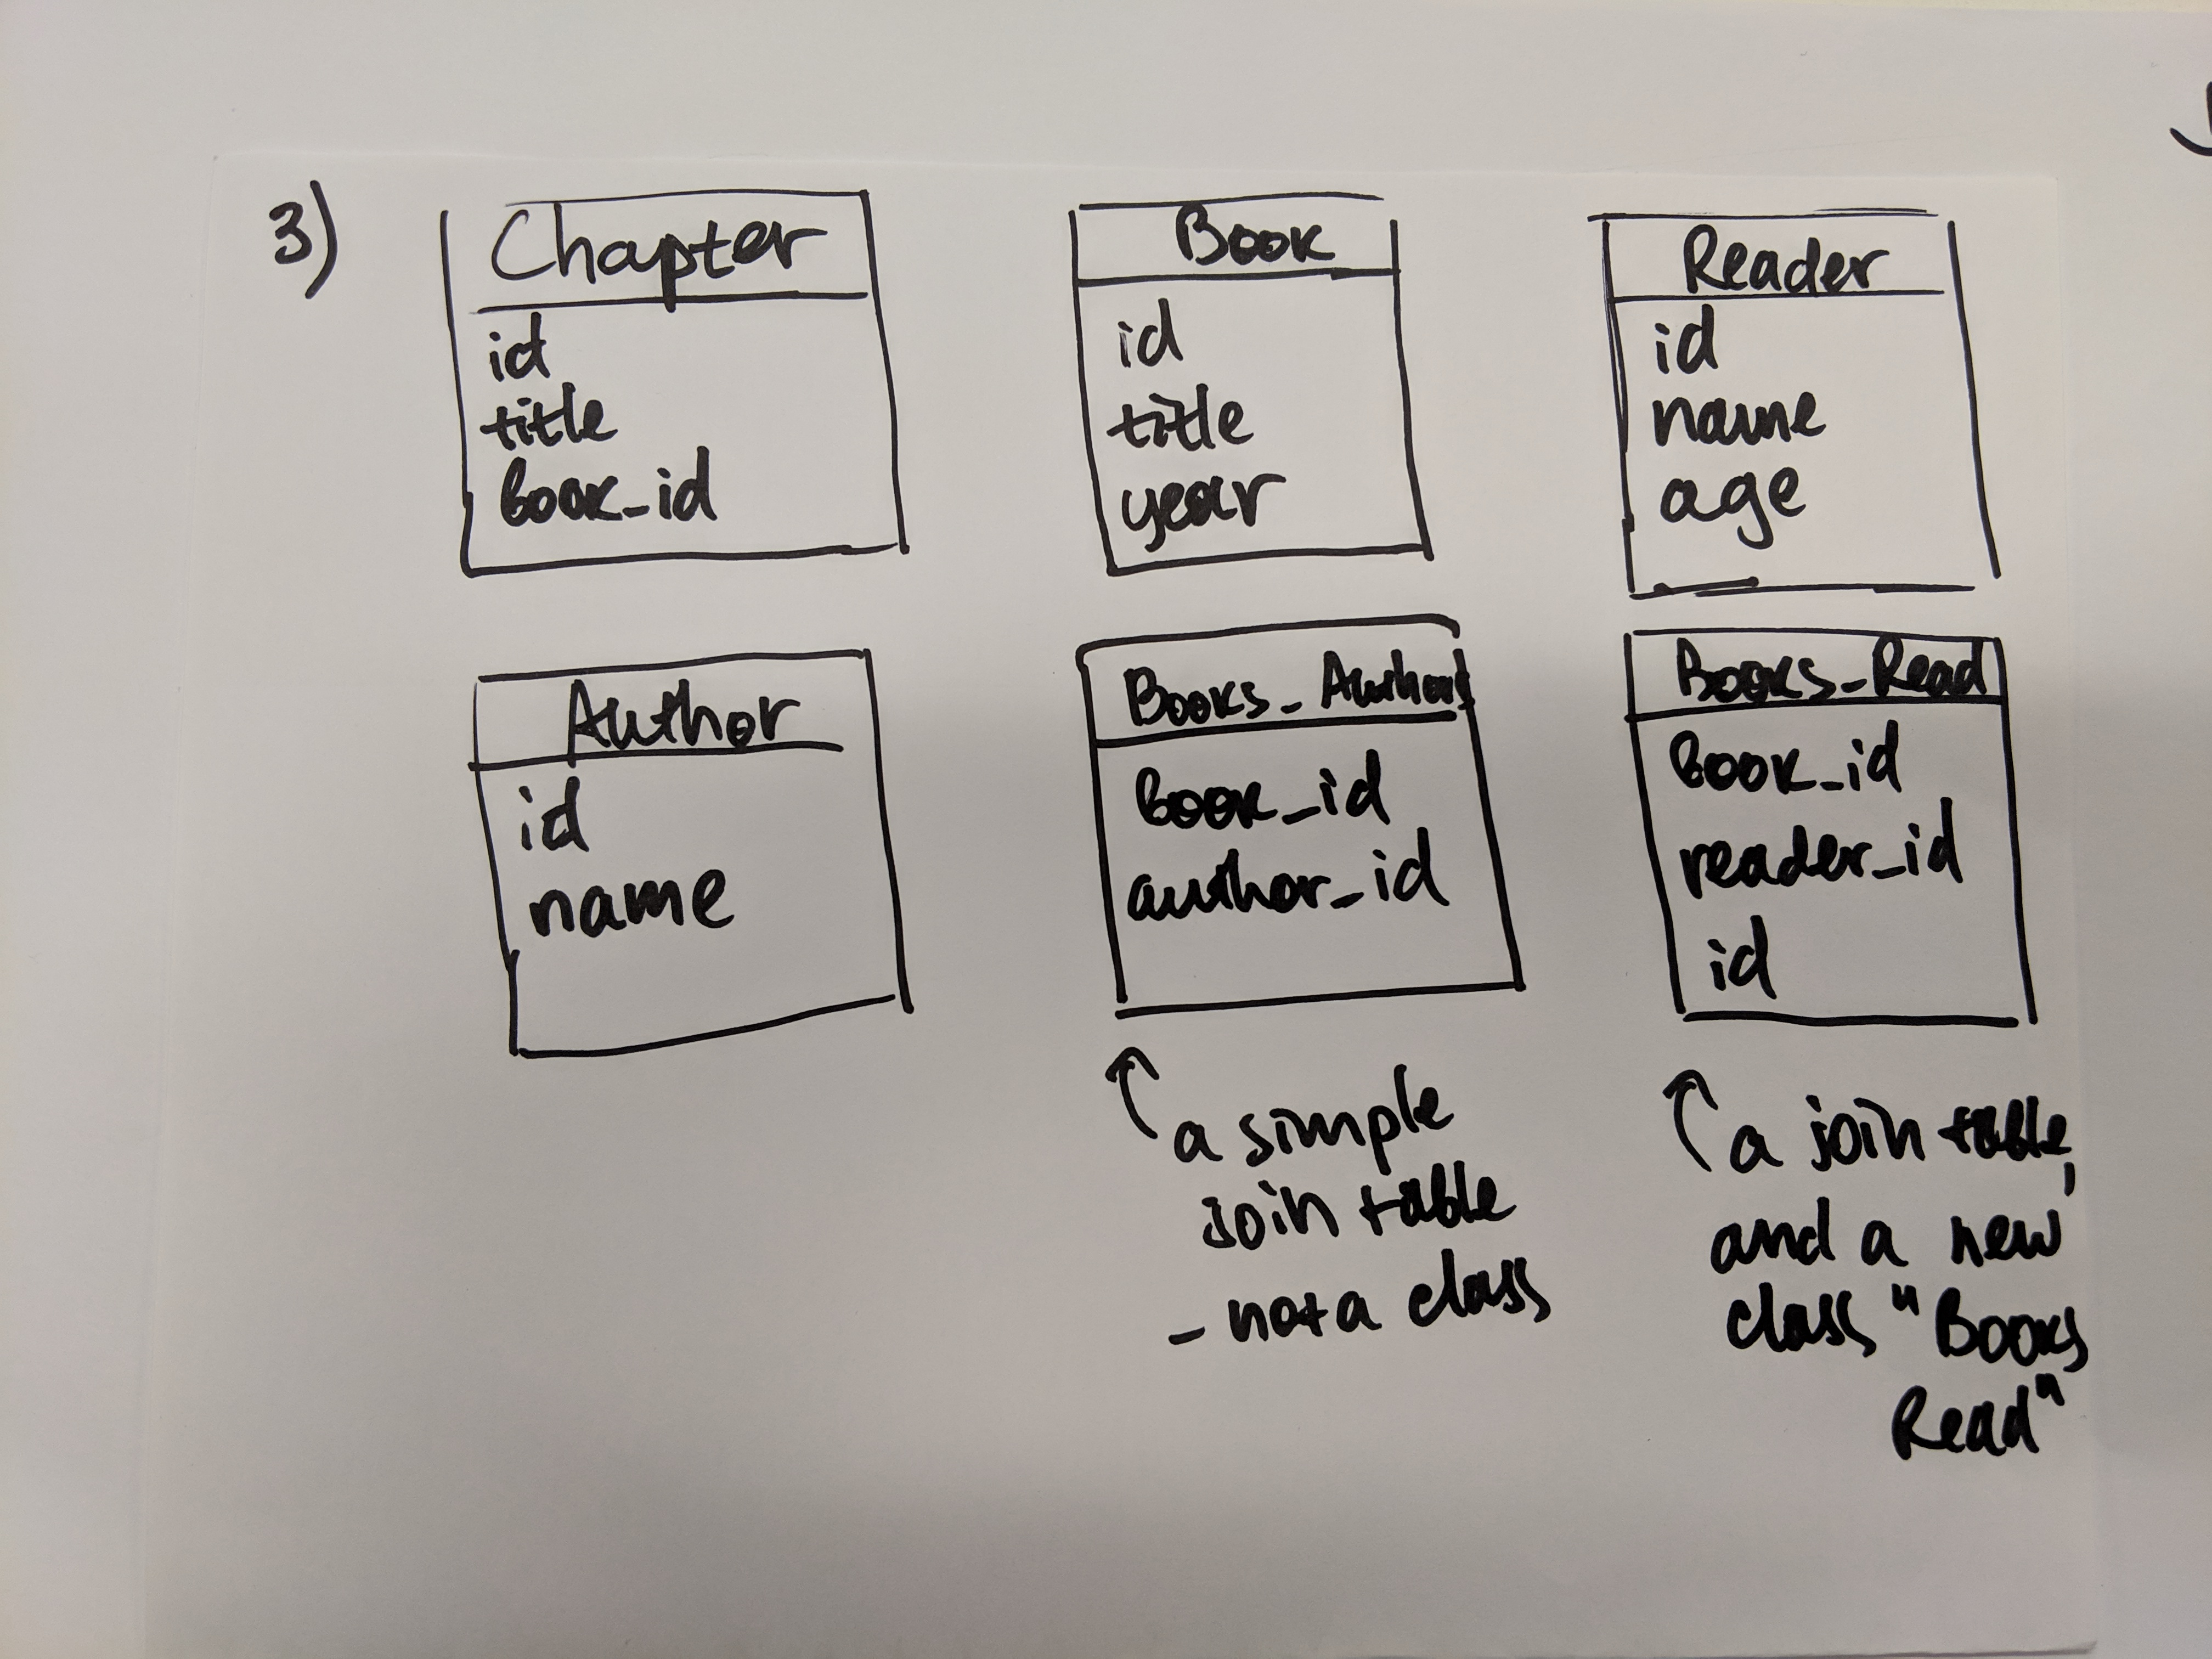 3)
Chapter
id
title
book_id
Book
id
title
year
Reader
id
name
age
Author
id
name
Books_Authors
book_id
author_id
a simple
join table
- not a class
Books_Read
book_id
reader_id
id
a join table,
and a new
class "books
Read"